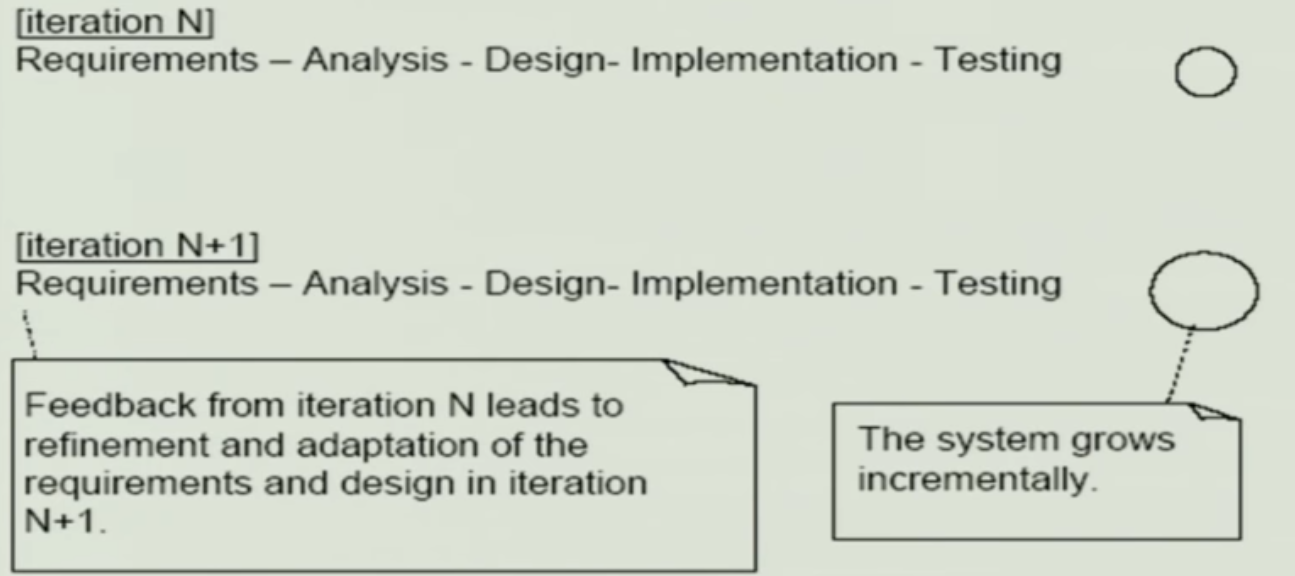 [iteration N]
Requirements – Analysis - Design- Implementation - Testing
[iteration N+1]
Requirements – Analysis - Design- Implementation - Testing
Feedback from iteration N leads to
refinement and adaptation of the
requirements and design in iteration
N+1.
The system grows
incrementally.